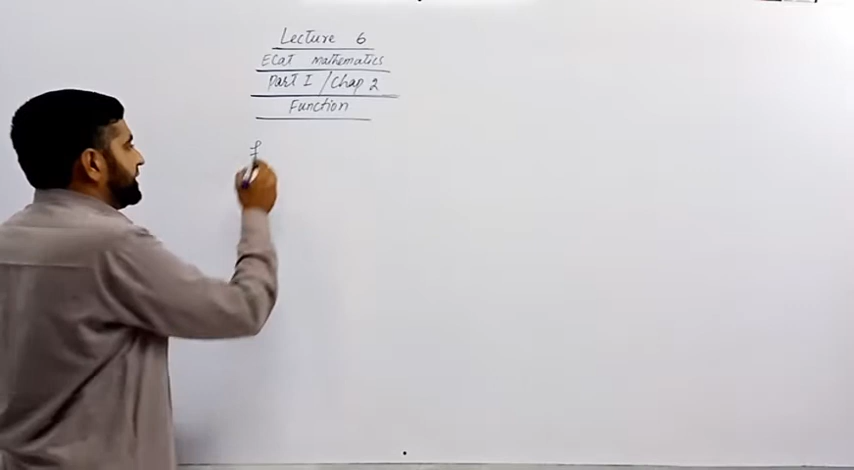 Lecture 6
Ecat mathematics
Part I / Chap 2
Function
f